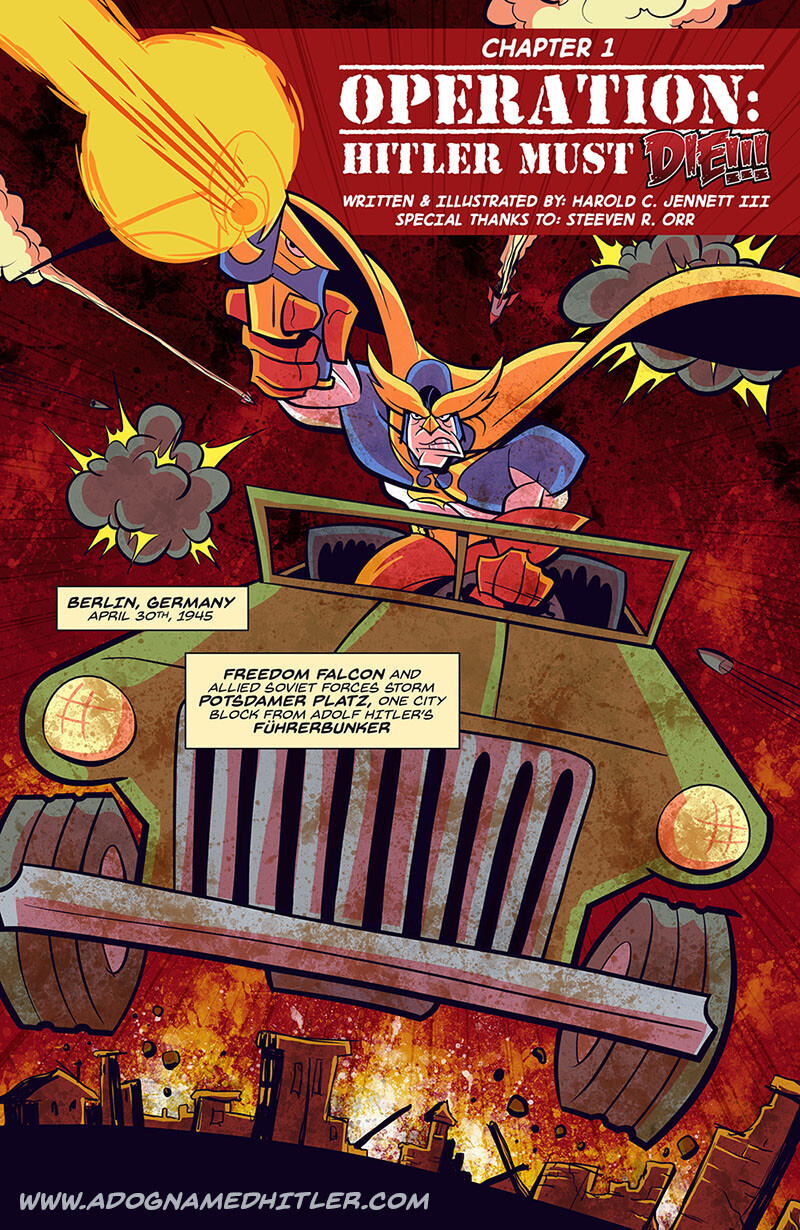 CHAPTER 1
OPERATION:
HITLER MUST DIE!!!
WRITTEN & ILLUSTRATED BY: HAROLD C. JENNETT III
SPECIAL THANKS TO: STEEVEN R. ORR
BERLIN, GERMANY
APRIL 30TH, 1945
FREEDOM FALCON AND
ALLIED SOVIET FORCES STORM
POTSDAMER PLATZ, ONE CITY
BLOCK FROM ADOLF HITLER'S
FÜHRERBUNKER
WWW.ADOGNAMEDHITLER.COM